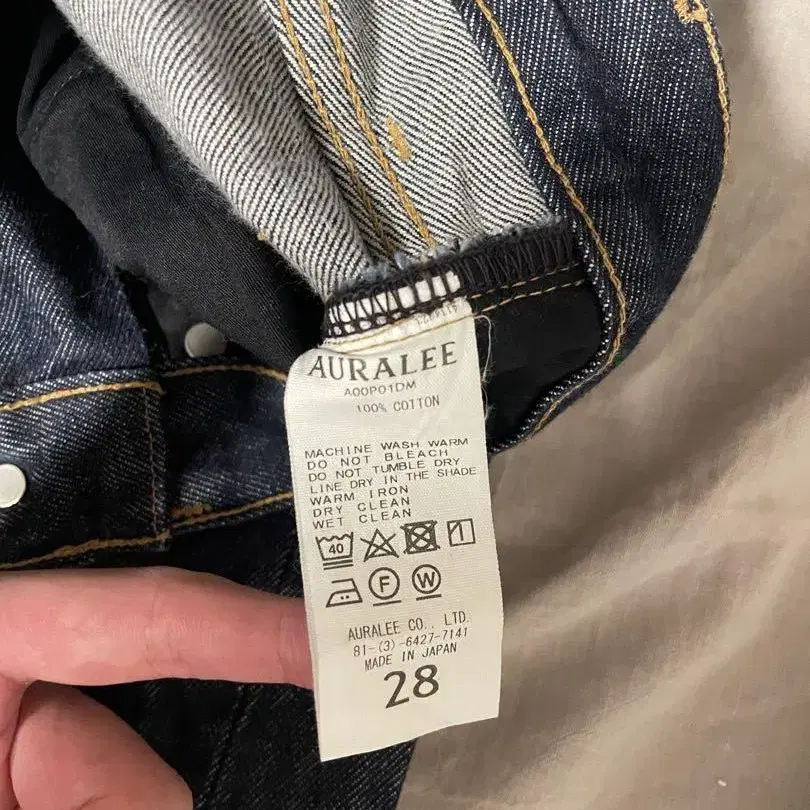 AURALEE
A00P01DM
100% COTTON
MACHINE WASH WARM
DO NOT BLEACH
DO NOT TUMBLE DRY
LINE DRY IN THE SHADE
WARM IRON
DRY CLEAN
WET CLEAN
40
F W
AURALEE CO., LTD.
81-(3)-6427-7141
MADE IN JAPAN
28